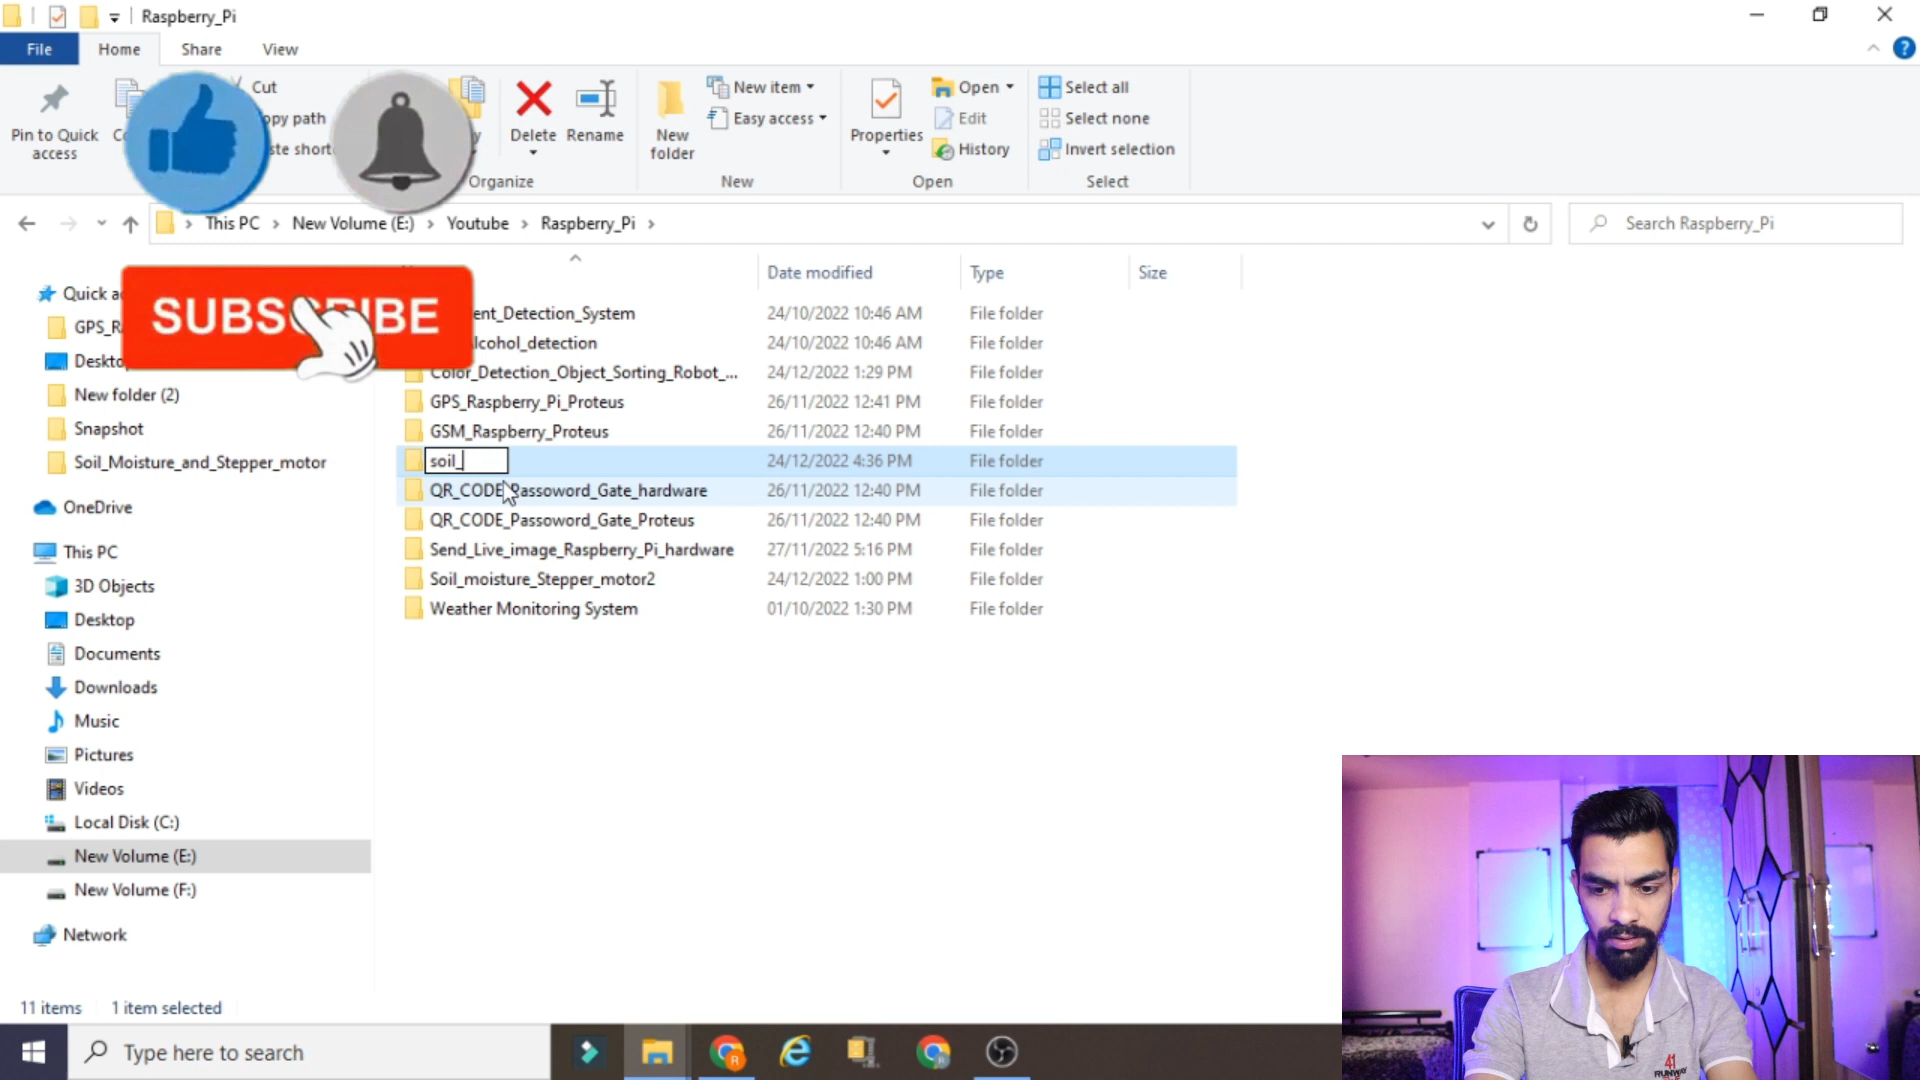 Raspberry_Pi
File Home Share View
Cut
Pin to Quick access
Delete
Rename
New folder
New item
Easy access
Properties
Open
Edit
History
Select all
Select none
Invert selection
Organize New Open Select
This PC New Volume (E:) Youtube Raspberry_Pi
Search Raspberry_Pi
SUBSCRIBE
Date modified Type Size
24/10/2022 10:46 AM File folder
24/10/2022 10:46 AM File folder
Color_Detection_Object_Sorting_Robot_... 24/12/2022 1:29 PM File folder
GPS_Raspberry_Pi_Proteus 26/11/2022 12:41 PM File folder
GSM_Raspberry_Proteus 26/11/2022 12:40 PM File folder
soil_ 24/12/2022 4:36 PM File folder
QR_CODE_Passoword_Gate_hardware 26/11/2022 12:40 PM File folder
QR_CODE_Passoword_Gate_Proteus 26/11/2022 12:40 PM File folder
Send_Live_image_Raspberry_Pi_hardware 27/11/2022 5:16 PM File folder
Soil_moisture_Stepper_motor2 24/12/2022 1:00 PM File folder
Weather Monitoring System 01/10/2022 1:30 PM File folder
New folder (2)
Snapshot
Soil_Moisture_and_Stepper_motor
OneDrive
This PC
3D Objects
Desktop
Documents
Downloads
Music
Pictures
Videos
Local Disk (C:)
New Volume (E:)
New Volume (F:)
Network
11 items 1 item selected
Type here to search
41
RUNWAY